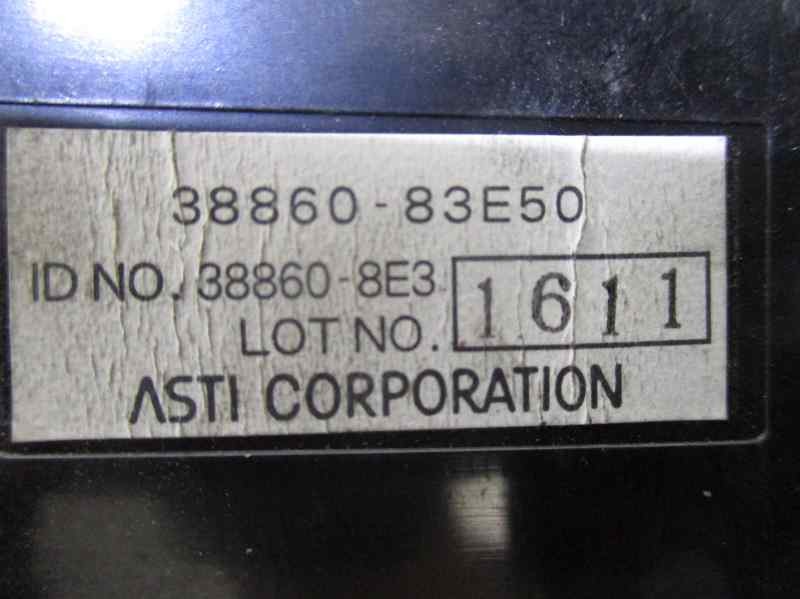 38860-83E50
ID NO. 38860-8E3
LOT NO. 1611
ASTI CORPORATION